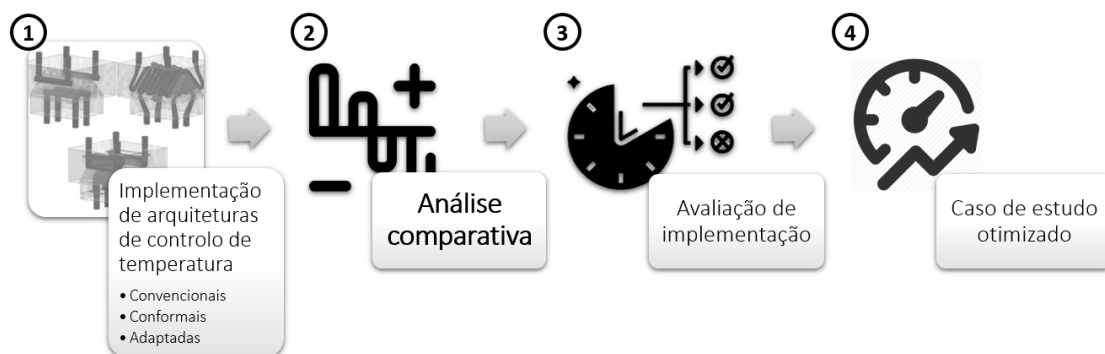 1
2
3
4
Implementação
de arquiteturas
de controlo de
temperatura
• Convencionais
• Conformais
• Adaptadas
Análise
comparativa
Avaliação de
implementação
Caso de estudo
otimizado